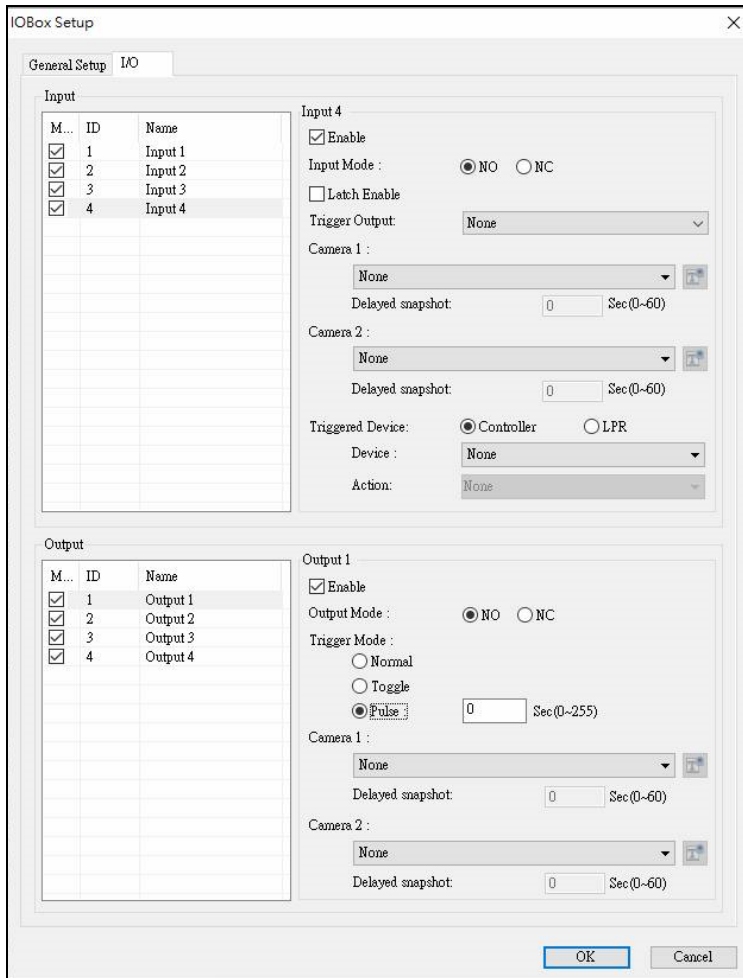 IOBox Setup
General Setup I/O
Input
M... ID Name
1 Input 1
2 Input 2
3 Input 3
4 Input 4
Input 4
Enable
Input Mode : NO NC
Latch Enable
Trigger Output: None
Camera 1 :
None
Delayed snapshot: 0 Sec(0~60)
Camera 2 :
None
Delayed snapshot: 0 Sec(0~60)
Triggered Device: Controller LPR
Device : None
Action: None
Output
M... ID Name
1 Output 1
2 Output 2
3 Output 3
4 Output 4
Output 1
Enable
Output Mode : NO NC
Trigger Mode :
Normal
Toggle
Pulse : 0 Sec(0~255)
Camera 1 :
None
Delayed snapshot: 0 Sec(0~60)
Camera 2 :
None
Delayed snapshot: 0 Sec(0~60)
OK Cancel